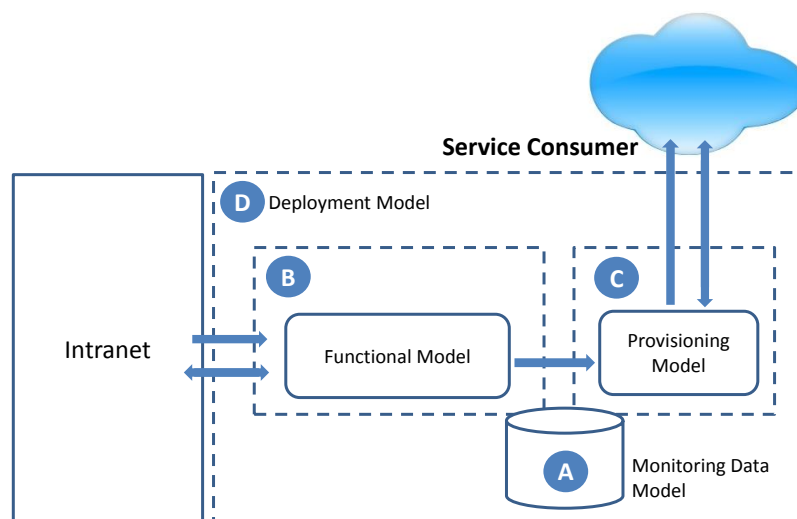 Service Consumer
D Deployment Model
B
C
Intranet
Functional Model
Provisioning
Model
A
Monitoring Data
Model